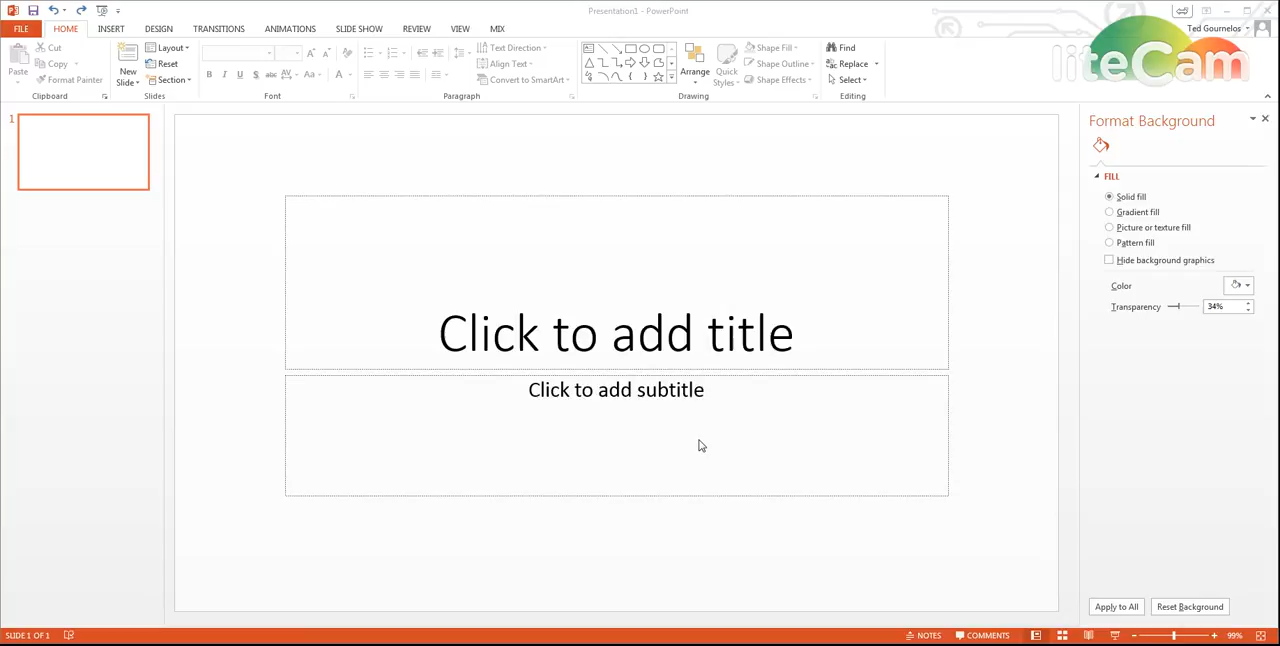 Presentation1 - PowerPoint
FILE HOME INSERT DESIGN TRANSITIONS ANIMATIONS SLIDE SHOW REVIEW VIEW MIX
Ted Gournelos
liteCam
Paste
Cut
Copy
Format Painter
Clipboard
New
Slide
Layout
Reset
Section
Slides
B I U S abc AV Aa A
Font
Text Direction
Align Text
Convert to SmartArt
Paragraph
Arrange
Quick
Styles
Shape Fill
Shape Outline
Shape Effects
Drawing
Find
Replace
Select
Editing
1
Click to add title
Click to add subtitle
Format Background
FILL
Solid fill
Gradient fill
Picture or texture fill
Pattern fill
Hide background graphics
Color
Transparency 34%
Apply to All Reset Background
SLIDE 1 OF 1 NOTES COMMENTS 99%